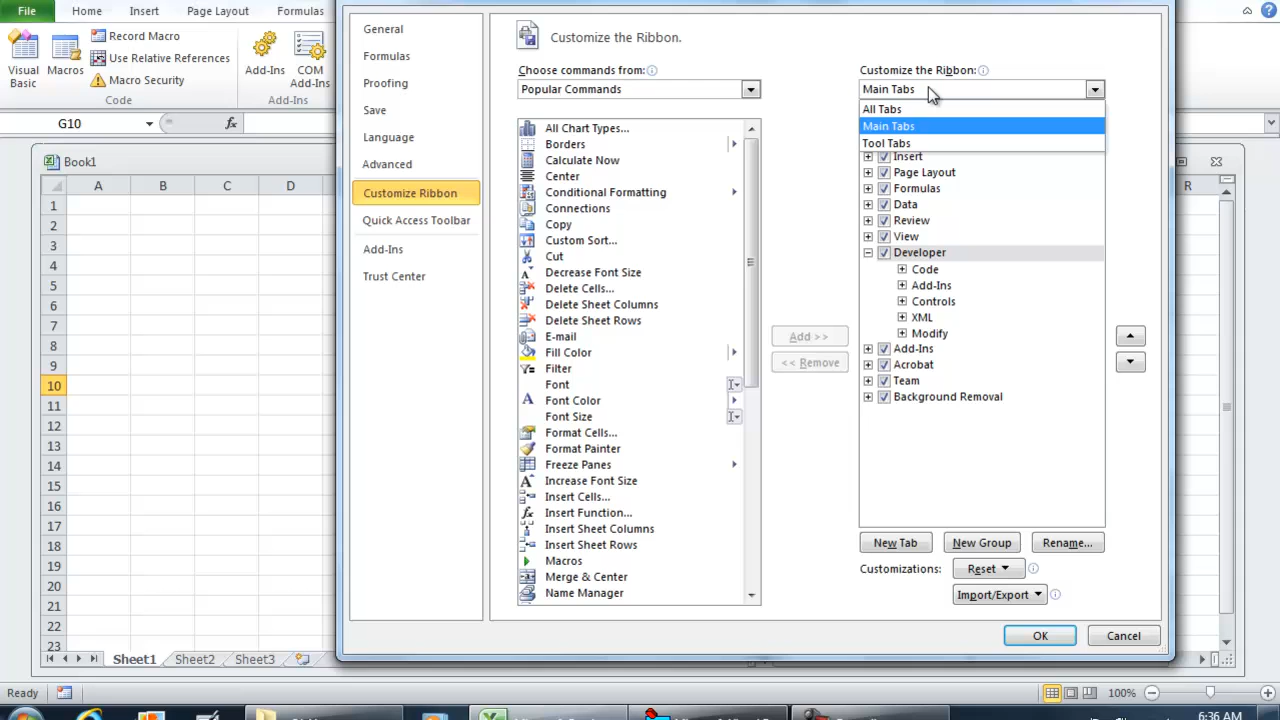 File Home Insert Page Layout Formulas
Visual Basic
Macros
Record Macro
Use Relative References
Macro Security
Code
Add-Ins
COM Add-Ins
Add-Ins
G10
fx
Book1
A B C D R
1
2
3
4
5
6
7
8
9
10
11
12
13
14
15
16
17
18
19
20
21
22
23
Sheet1 Sheet2 Sheet3
Ready
100%
General
Formulas
Proofing
Save
Language
Advanced
Customize Ribbon
Quick Access Toolbar
Add-Ins
Trust Center
Customize the Ribbon.
Choose commands from:
Popular Commands
All Chart Types...
Borders
Calculate Now
Center
Conditional Formatting
Connections
Copy
Custom Sort...
Cut
Decrease Font Size
Delete Cells...
Delete Sheet Columns
Delete Sheet Rows
E-mail
Fill Color
Filter
Font
Font Color
Font Size
Format Cells...
Format Painter
Freeze Panes
Increase Font Size
Insert Cells...
Insert Function...
Insert Sheet Columns
Insert Sheet Rows
Macros
Merge & Center
Name Manager
Add >>
<< Remove
Customize the Ribbon:
Main Tabs
All Tabs
Main Tabs
Tool Tabs
Insert
Page Layout
Formulas
Data
Review
View
Developer
Code
Add-Ins
Controls
XML
Modify
Add-Ins
Acrobat
Team
Background Removal
New Tab New Group Rename...
Customizations: Reset
Import/Export
OK Cancel
6:36 AM